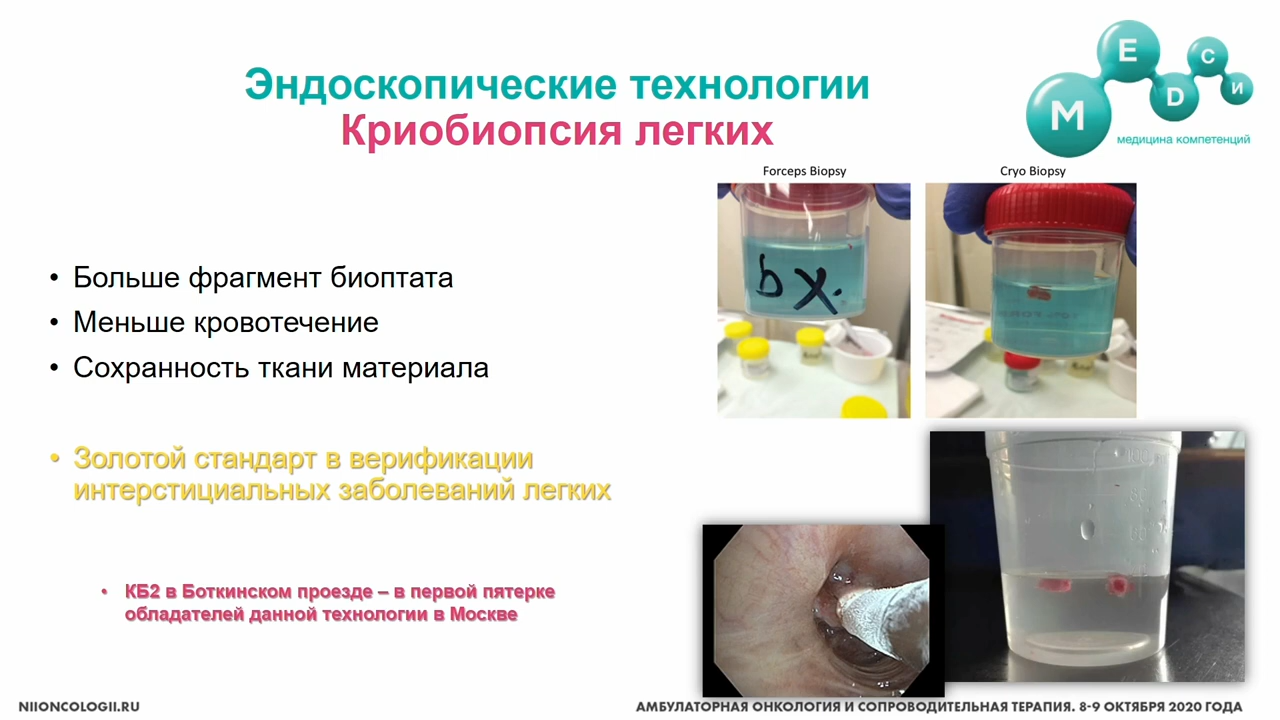 Эндоскопические технологии
Криобиопсия легких
М Е D С И
медицина компетенций
Forceps Biopsy
Cryo Biopsy
bx.
• Больше фрагмент биоптата
• Меньше кровотечение
• Сохранность ткани материала
• Золотой стандарт в верификации
интерстициальных заболеваний легких
• КБ2 в Боткинском проезде – в первой пятерке
обладателей данной технологии в Москве
NIIONCOLOGII.RU
АМБУЛАТОРНАЯ ОНКОЛОГИЯ И СОПРОВОДИТЕЛЬНАЯ ТЕРАПИЯ. 8-9 ОКТЯБРЯ 2020 ГОДА